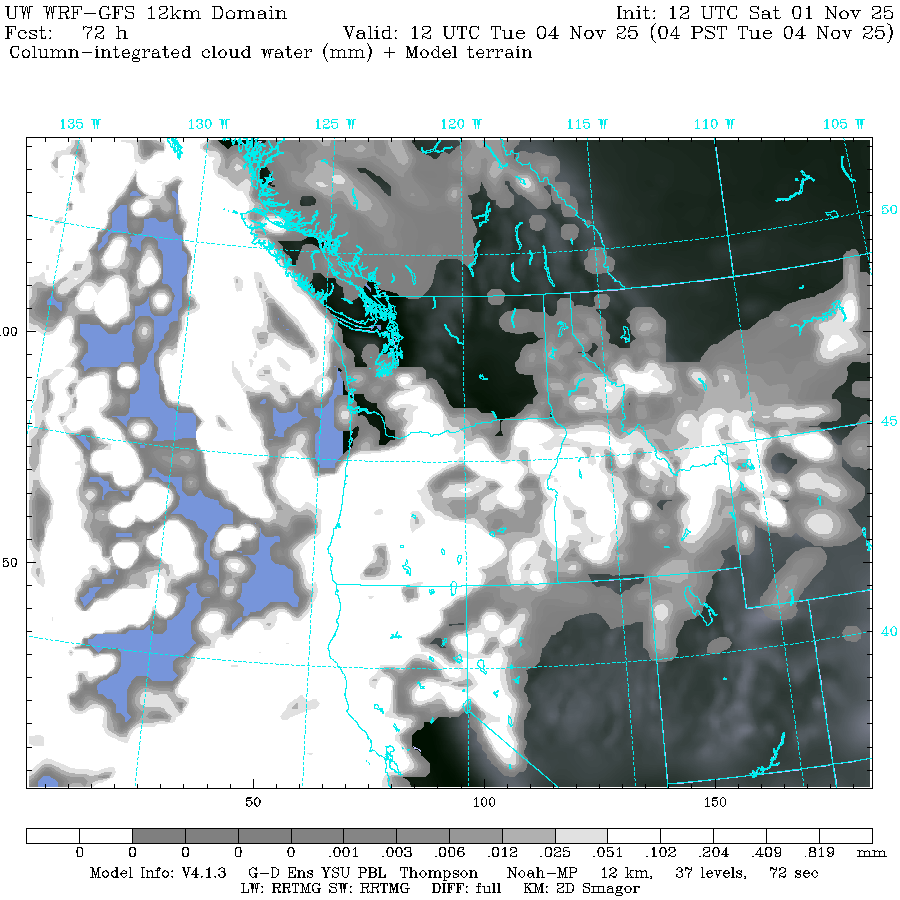 UW WRF-GFS 12km Domain Init: 12 UTC Sat 01 Nov 25
Fcst: 72 h Valid: 12 UTC Tue 04 Nov 25 (04 PST Tue 04 Nov 25)
Column-integrated cloud water (mm) + Model terrain
135 W 130 W 125 W 120 W 115 W 110 W 105 W
50
00
45
50
40
50 100 150
0 0 0 0 0 .001 .003 .006 .012 .025 .051 .102 .204 .409 .819 mm
Model Info: V4.1.3 G-D Ens YSU PBL Thompson Noah-MP 12 km, 37 levels, 72 sec
LW: RRTMG SW: RRTMG DIFF: full KM: 2D Smagor